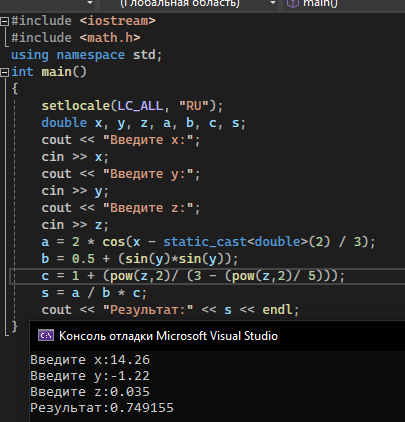 (Глобальная область)
main()
#include <iostream>
#include <math.h>
using namespace std;
int main()
{
setlocale(LC_ALL, "RU");
double x, y, z, a, b, c, s;
cout << "Введите x:";
cin >> x;
cout << "Введите y:";
cin >> y;
cout << "Введите z:";
cin >> z;
a = 2 * cos(x - static_cast<double>(2) / 3);
b = 0.5 + (sin(y)*sin(y));
c = 1 + (pow(z,2)/ (3 - (pow(z,2)/ 5)));
s = a / b * c;
cout << "Результат:" << s << endl;
}
Консоль отладки Microsoft Visual Studio
Введите x:14.26
Введите y:-1.22
Введите z:0.035
Результат:0.749155